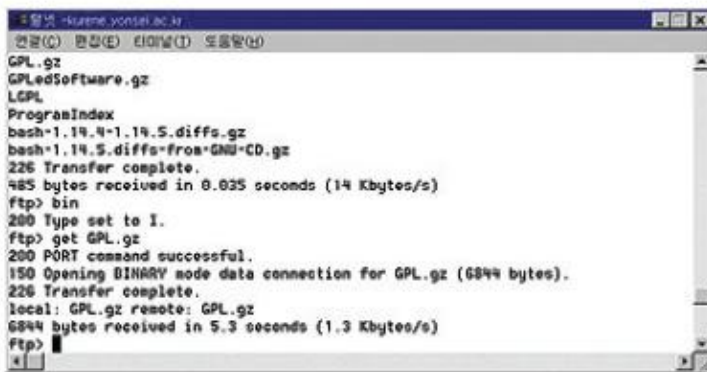 텔넷 -kurene.yonsei.ac.kr
연결(C) 편집(E) 터미널(T) 도움말(H)
GPL.gz
GPLedSoftware.gz
LGPL
ProgramIndex
bash-1.14.4-1.14.5.diffs.gz
bash-1.14.5.diffs-from-GNU-CD.gz
226 Transfer complete.
485 bytes received in 0.035 seconds (14 Kbytes/s)
ftp> bin
200 Type set to I.
ftp> get GPL.gz
200 PORT command successful.
150 Opening BINARY mode data connection for GPL.gz (6844 bytes).
226 Transfer complete.
local: GPL.gz remote: GPL.gz
6844 bytes received in 5.3 seconds (1.3 Kbytes/s)
ftp>